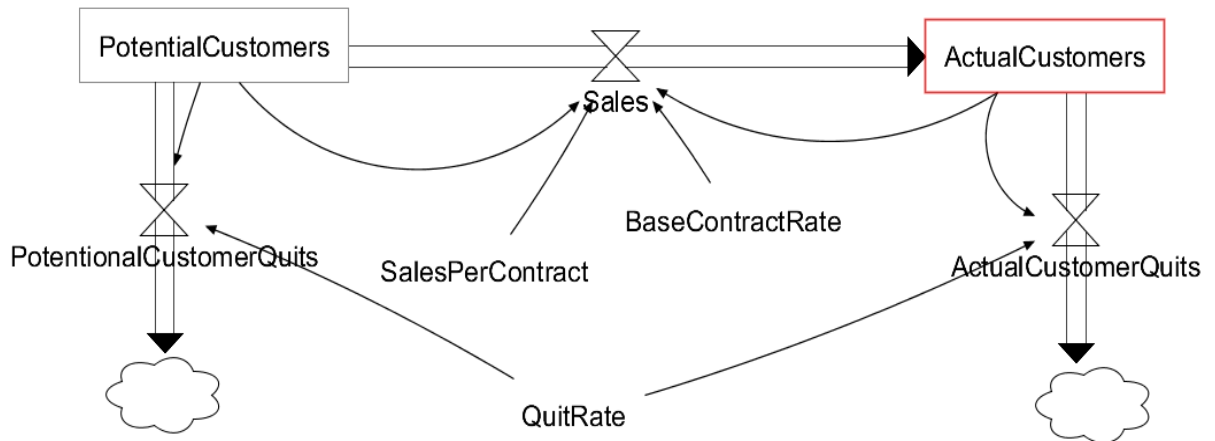 PotentialCustomers
ActualCustomers
Sales
BaseContractRate
PotentionalCustomerQuits
SalesPerContract
ActualCustomerQuits
QuitRate